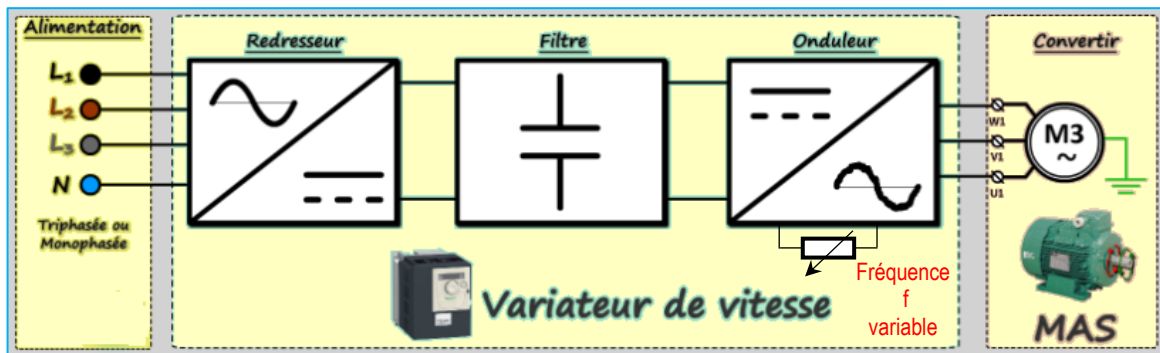 Alimentation
L1
L2
L3
N
Triphasée ou
Monophasée
Redresseur
Filtre
Onduleur
Fréquence
f
variable
Variateur de vitesse
Convertir
W1
V1
U1
M3
~
MAS